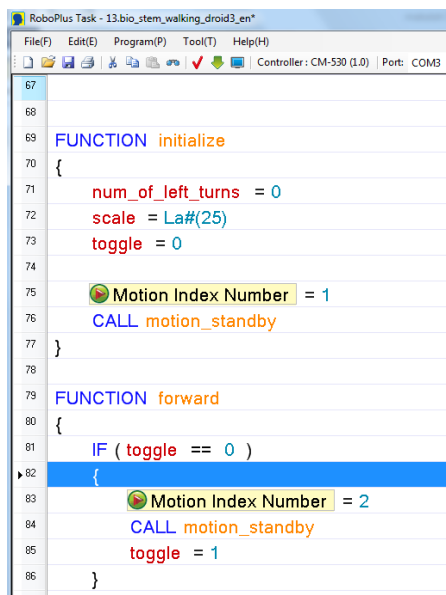 RoboPlus Task - 13.bio_stem_walking_droid3_en*
File(F) Edit(E) Program(P) Tool(T) Help(H)
Controller : CM-530 (1.0) Port: COM3
67
68
69 FUNCTION initialize
70 {
71 num_of_left_turns = 0
72 scale = La#(25)
73 toggle = 0
74
75 Motion Index Number = 1
76 CALL motion_standby
77 }
78
79 FUNCTION forward
80 {
81 IF ( toggle == 0 )
82 {
83 Motion Index Number = 2
84 CALL motion_standby
85 toggle = 1
86 }